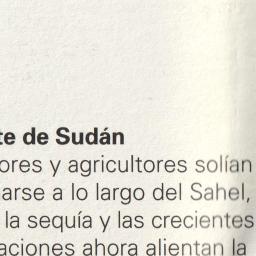 te de Sudán
ores y agricultores solían
arse a lo largo del Sahel,
la sequía y las crecientes
aciones ahora alientan la